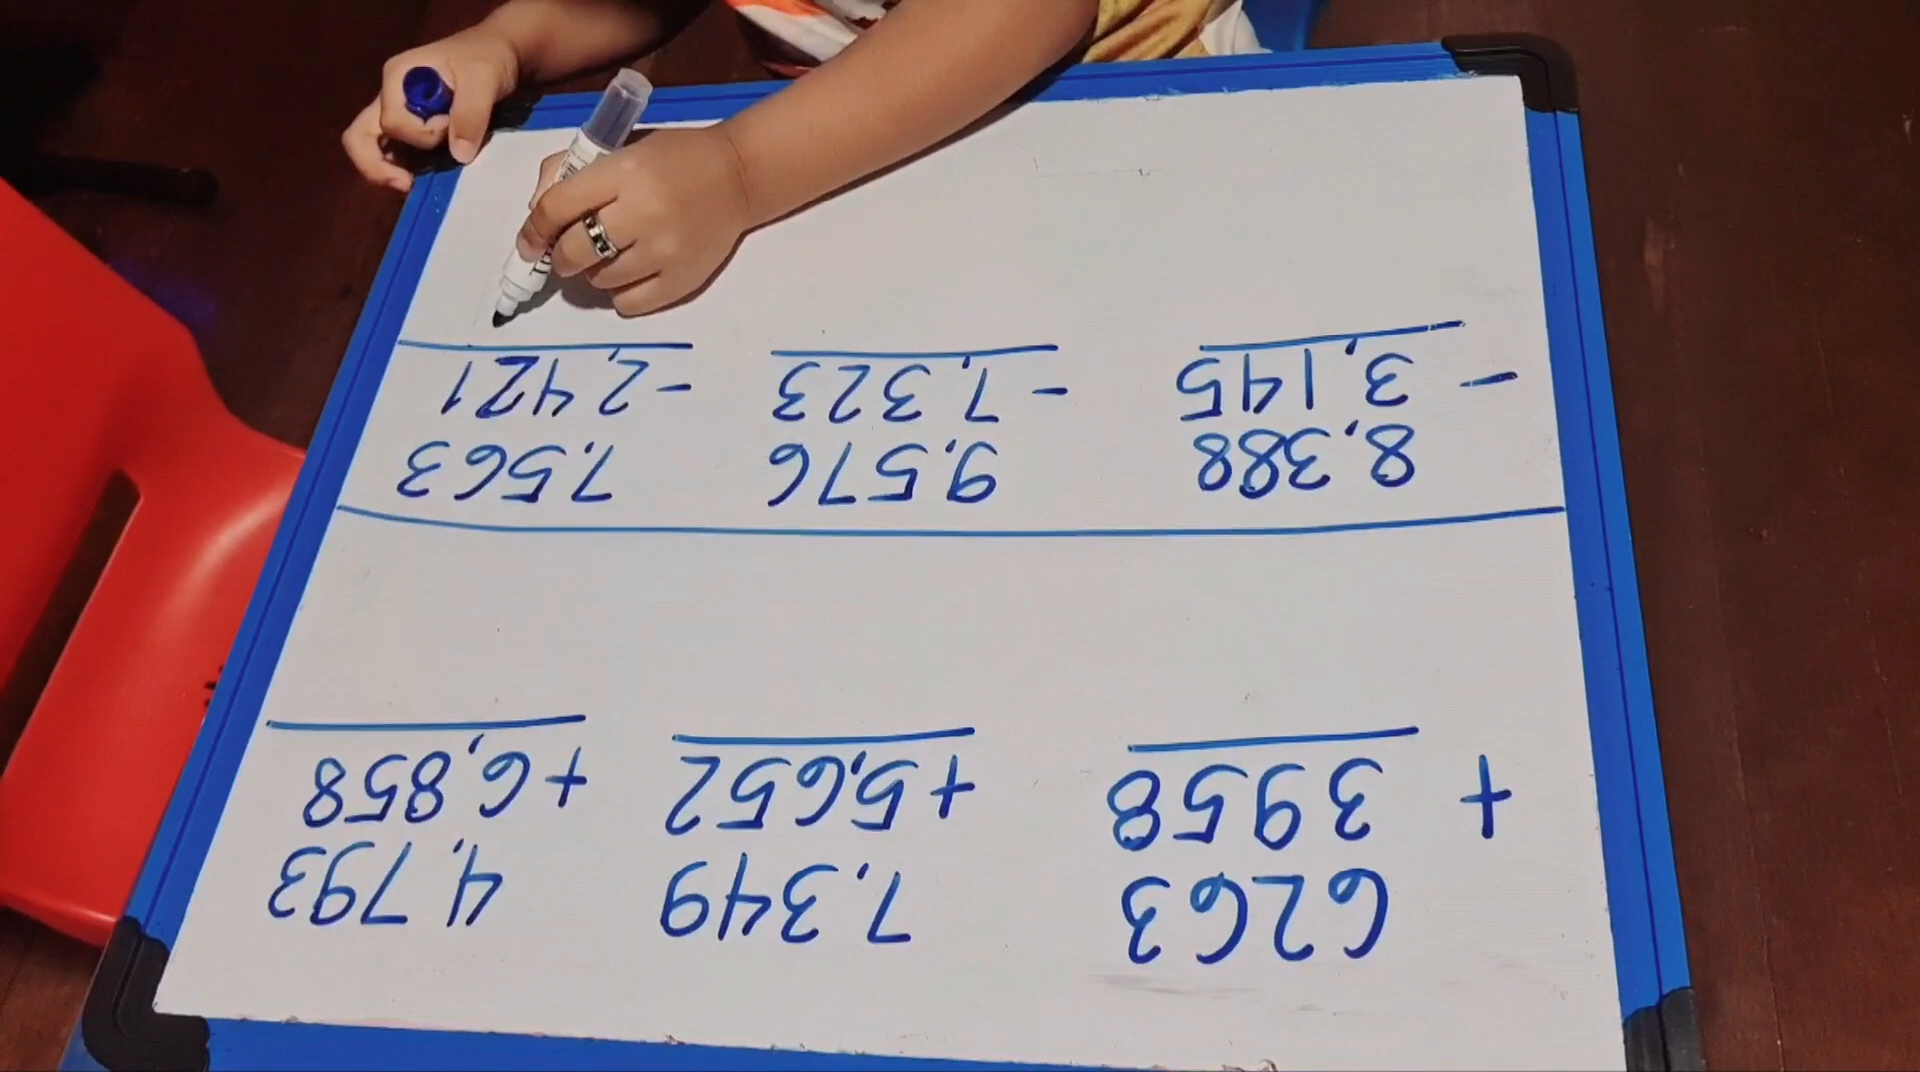 6263 7,349 4,793
+ 3958 +5,652 +6,858
8,388 9,576 7,563
- 3,145 -7,323 -2,421